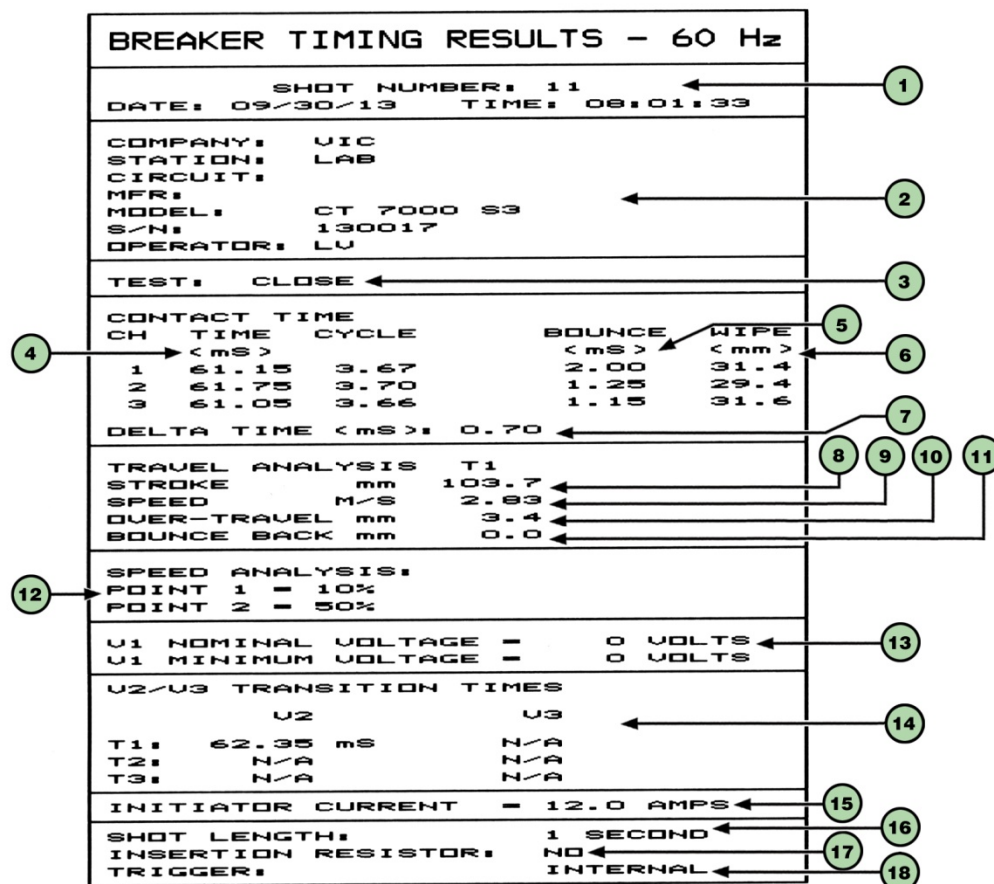 BREAKER TIMING RESULTS - 60 Hz
SHOT NUMBER: 11
DATE: 09/30/13 TIME: 08:01:33
1
COMPANY: VIC
STATION: LAB
CIRCUIT:
MFR:
MODEL: CT 7000 S3
S/N: 130017
OPERATOR: LV
2
TEST: CLOSE
3
CONTACT TIME
CH TIME CYCLE BOUNCE WIPE
<mS> <mS> <mm>
1 61.15 3.67 2.00 31.4
2 61.75 3.70 1.25 29.4
3 61.05 3.66 1.15 31.6
4
5
6
DELTA TIME <mS>: 0.70
7
TRAVEL ANALYSIS T1
STROKE mm 103.7
SPEED M/S 2.83
OVER-TRAVEL mm 3.4
BOUNCE BACK mm 0.0
8 9 10 11
SPEED ANALYSIS:
POINT 1 = 10%
POINT 2 = 50%
12
V1 NOMINAL VOLTAGE = 0 VOLTS
V1 MINIMUM VOLTAGE = 0 VOLTS
13
V2/V3 TRANSITION TIMES
V2 V3
T1: 62.35 mS N/A
T2: N/A N/A
T3: N/A N/A
14
INITIATOR CURRENT = 12.0 AMPS
15
SHOT LENGTH: 1 SECOND
INSERTION RESISTOR: NO
TRIGGER: INTERNAL
16
17
18